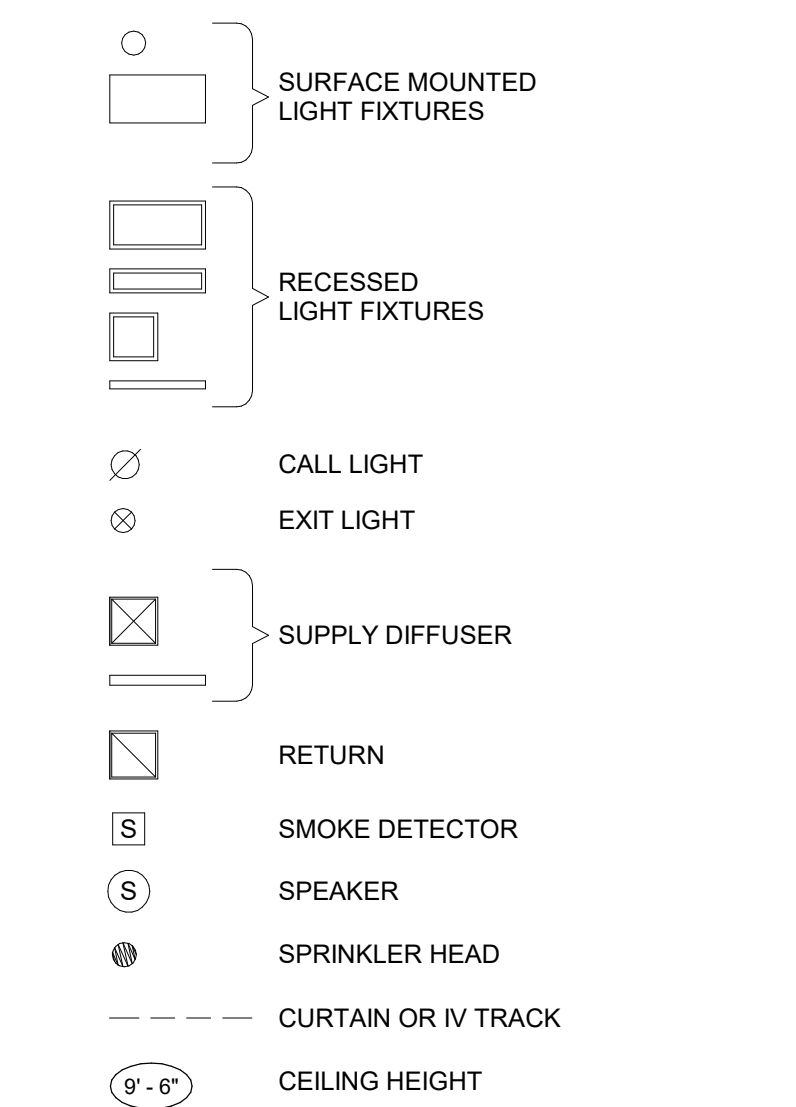 SURFACE MOUNTED
LIGHT FIXTURES
RECESSED
LIGHT FIXTURES
CALL LIGHT
EXIT LIGHT
SUPPLY DIFFUSER
RETURN
S SMOKE DETECTOR
S SPEAKER
SPRINKLER HEAD
CURTAIN OR IV TRACK
9' - 6" CEILING HEIGHT